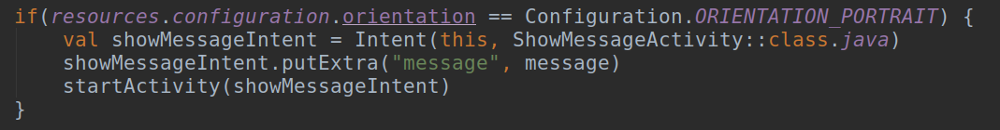 if(resources.configuration.orientation == Configuration.ORIENTATION_PORTRAIT) {
    val showMessageIntent = Intent(this, ShowMessageActivity::class.java)
    showMessageIntent.putExtra("message", message)
    startActivity(showMessageIntent)
}